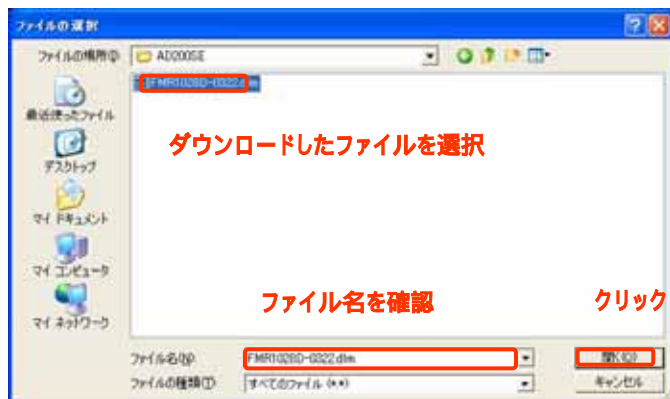 ファイルの選択
ファイルの場所(I):
AD200SE
FMR1028D-0322.dlm
最近使ったファイル
デスクトップ
マイ ドキュメント
マイ コンピュータ
マイ ネットワーク
ダウンロードしたファイルを選択
ファイル名を確認
クリック
ファイル名(N):
FMR1028D-0322.dlm
開く(O)
ファイルの種類(T):
すべてのファイル (*.*)
キャンセル